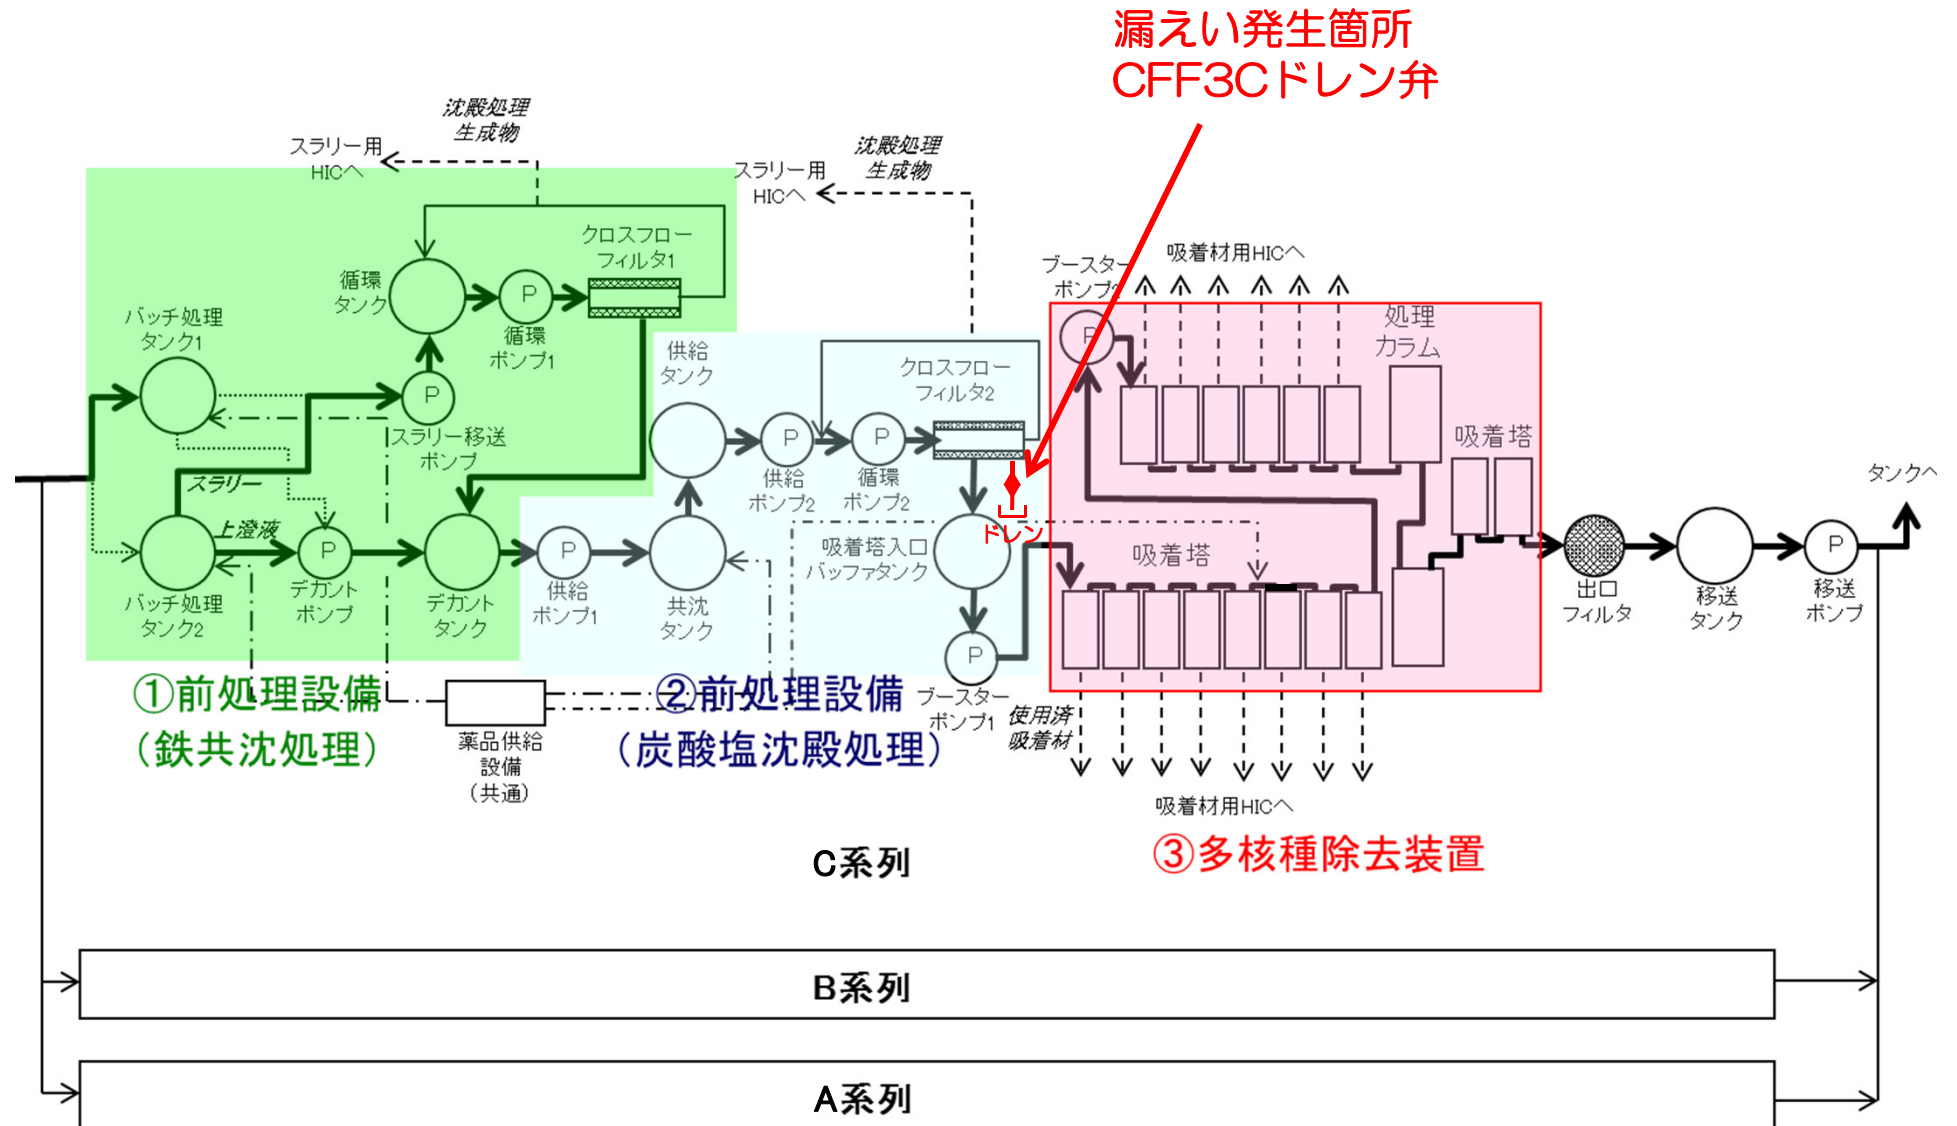 漏えい発生箇所
CFF3Cドレン弁
沈殿処理
生成物
スラリー用
HICへ
沈殿処理
生成物
スラリー用
HICへ
クロスフロー
フィルタ1
循環
タンク
P
循環
ポンプ1
バッチ処理
タンク1
P
スラリー移送
ポンプ
スラリー
上澄液
P
デカント
ポンプ
バッチ処理
タンク2
デカント
タンク
①前処理設備
（鉄共沈処理）
供給
タンク
クロスフロー
フィルタ2
P
供給
ポンプ2
P
循環
ポンプ2
ドレン
P
供給
ポンプ1
共沈
タンク
吸着塔入口
バッファタンク
P
ブースター
ポンプ1
②前処理設備
（炭酸塩沈殿処理）
薬品供給
設備
（共通）
ブースター
ポンプ2
P
吸着材用HICへ
処理
カラム
吸着塔
吸着塔
使用済
吸着材
吸着材用HICへ
③多核種除去装置
出口
フィルタ
移送
タンク
P
移送
ポンプ
タンクへ
C系列
B系列
A系列